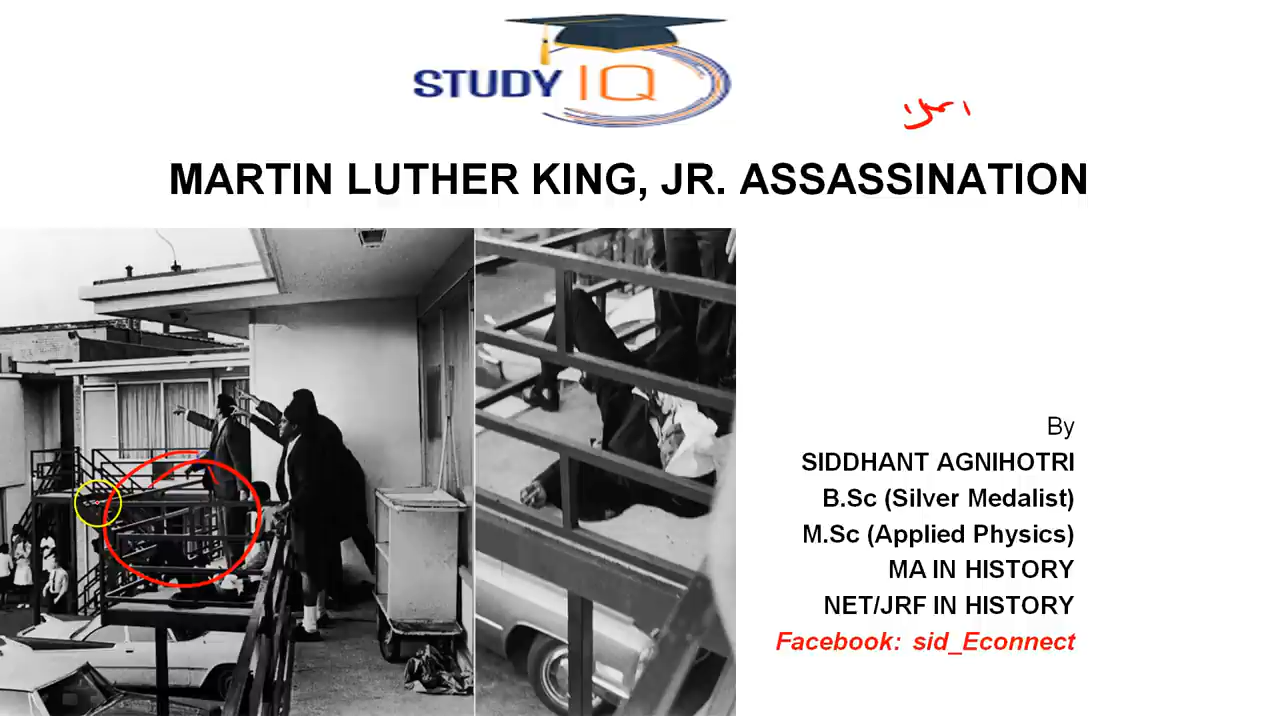 STUDY IQ
MARTIN LUTHER KING, JR. ASSASSINATION
By
SIDDHANT AGNIHOTRI
B.Sc (Silver Medalist)
M.Sc (Applied Physics)
MA IN HISTORY
NET/JRF IN HISTORY
Facebook: sid_Econnect